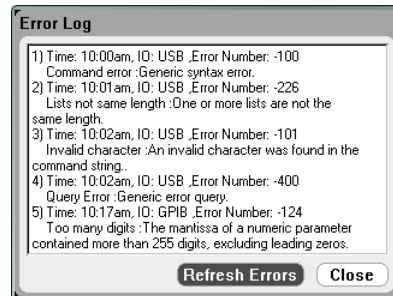 Error Log
1) Time: 10:00am, IO: USB ,Error Number: -100
Command error :Generic syntax error.
2) Time: 10:01am, IO: USB ,Error Number: -226
Lists not same length :One or more lists are not the
same length.
3) Time: 10:02am, IO: USB ,Error Number: -101
Invalid character :An invalid character was found in the
command string..
4) Time: 10:02am, IO: USB ,Error Number: -400
Query Error :Generic error query.
5) Time: 10:17am, IO: GPIB ,Error Number: -124
Too many digits :The mantissa of a numeric parameter
contained more than 255 digits, excluding leading zeros.
Refresh Errors Close